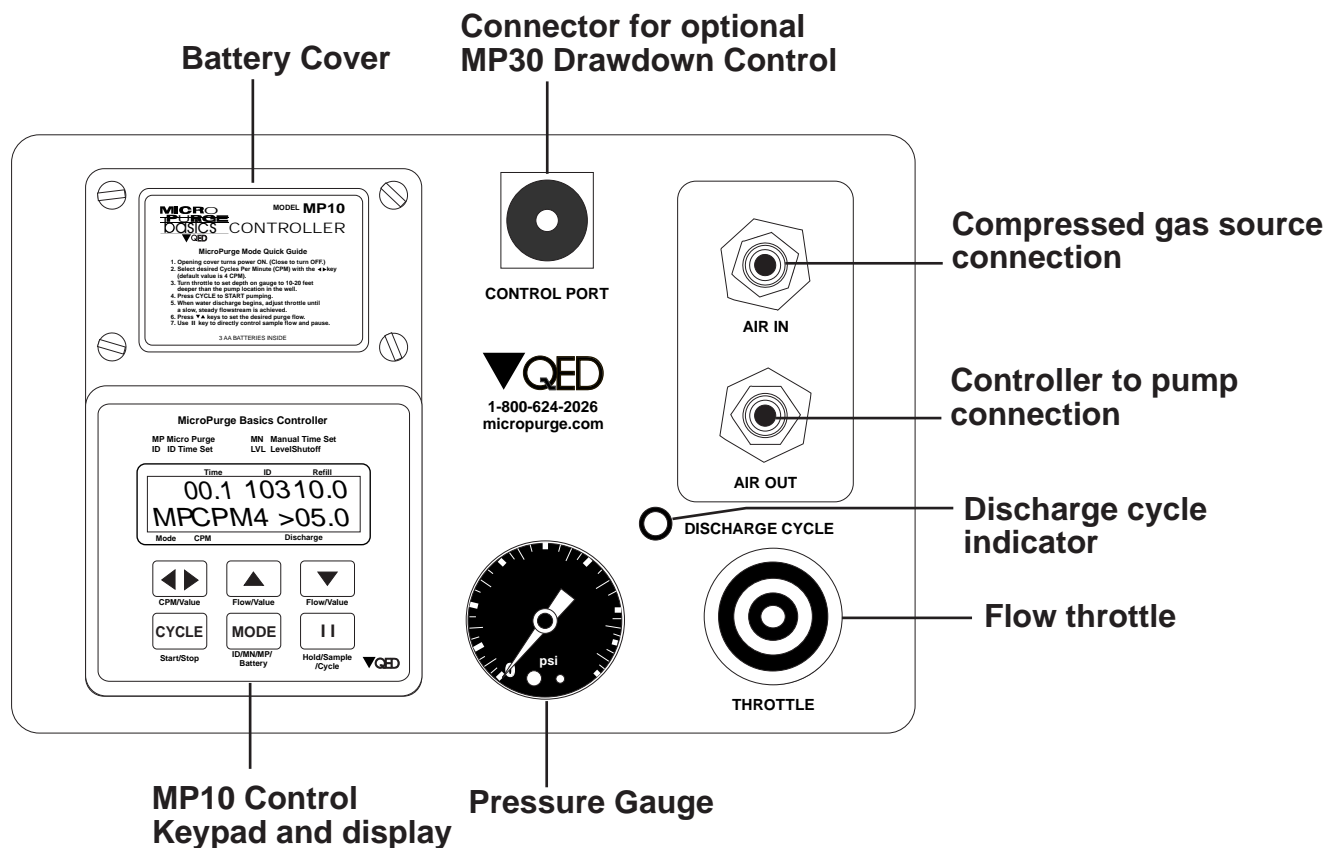 Connector for optional
MP30 Drawdown Control
Battery Cover
MICRO
PURGE
basics CONTROLLER
MODEL MP10
QED
MicroPurge Mode Quick Guide
1. Opening cover turns power ON. (Close to turn OFF.)
2. Select desired Cycles Per Minute (CPM) with the ◄►key
(default value is 4 CPM).
3. Turn throttle to set depth on gauge to 10-20 feet
deeper than the pump location in the well.
4. Press CYCLE to START pumping.
5. When water discharge begins, adjust throttle until
a slow, steady flowstream is achieved.
6. Press ▼▲ keys to set the desired purge flow.
7. Use II key to directly control sample flow and pause.
3 AA BATTERIES INSIDE
CONTROL PORT
QED
1-800-624-2026
micropurge.com
AIR IN
AIR OUT
Compressed gas source
connection
Controller to pump
connection
Discharge cycle
indicator
DISCHARGE CYCLE
Flow throttle
THROTTLE
MicroPurge Basics Controller
MP Micro Purge MN Manual Time Set
ID ID Time Set LVL LevelShutoff
Time ID Refill
00.1 10310.0
MPCPM4 >05.0
Mode CPM Discharge
CPM/Value Flow/Value Flow/Value
CYCLE MODE II
Start/Stop ID/MN/MP/
Battery Hold/Sample
/Cycle
QED
psi
0
MP10 Control
Keypad and display
Pressure Gauge